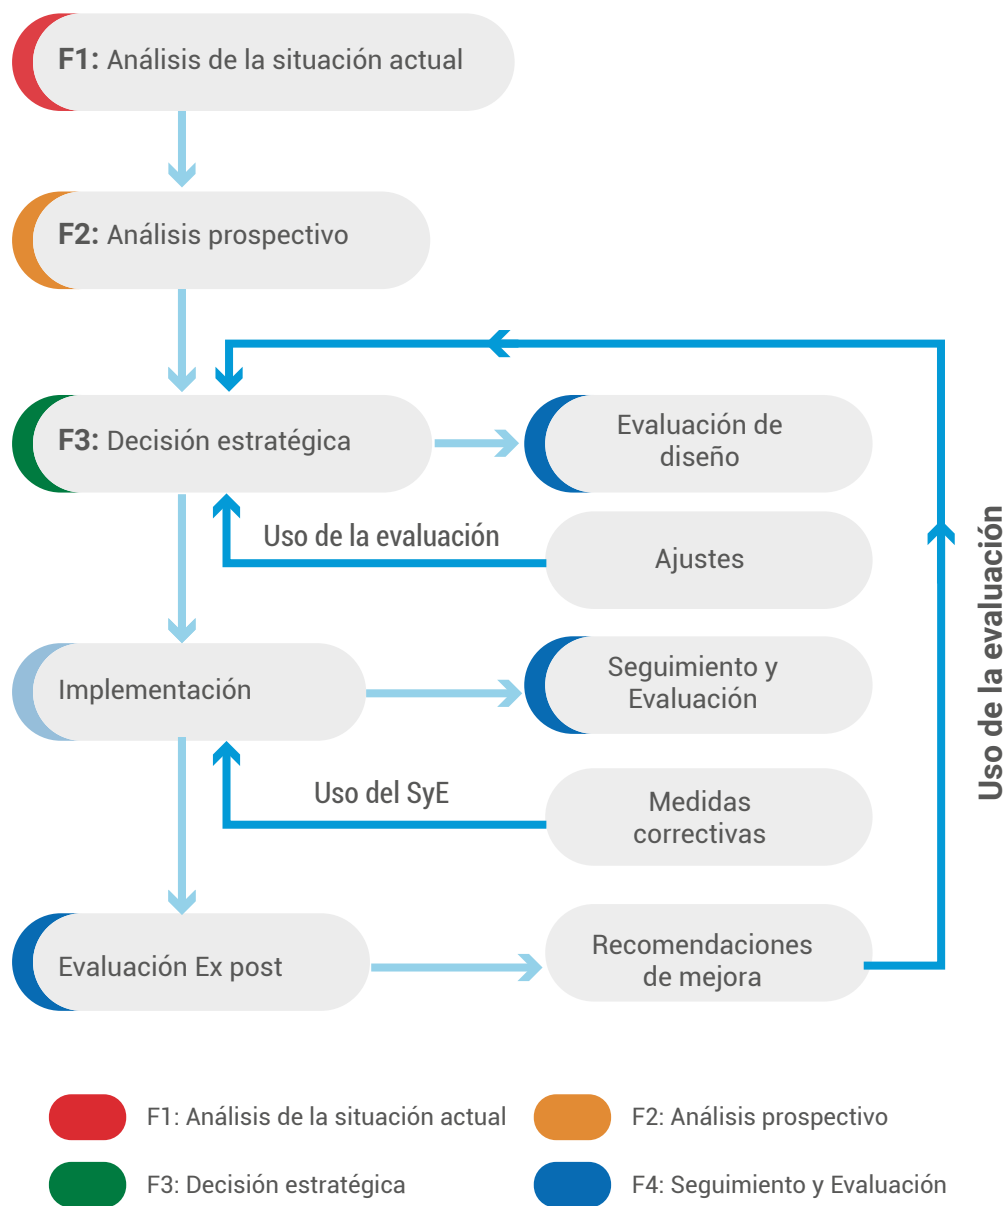 F1: Análisis de la situación actual
F2: Análisis prospectivo
F3: Decisión estratégica
Evaluación de
diseño
Uso de la evaluación
Ajustes
Implementación
Seguimiento y
Evaluación
Uso del SyE
Medidas
correctivas
Evaluación Ex post
Recomendaciones
de mejora
Uso de la evaluación
F1: Análisis de la situación actual
F2: Análisis prospectivo
F3: Decisión estratégica
F4: Seguimiento y Evaluación